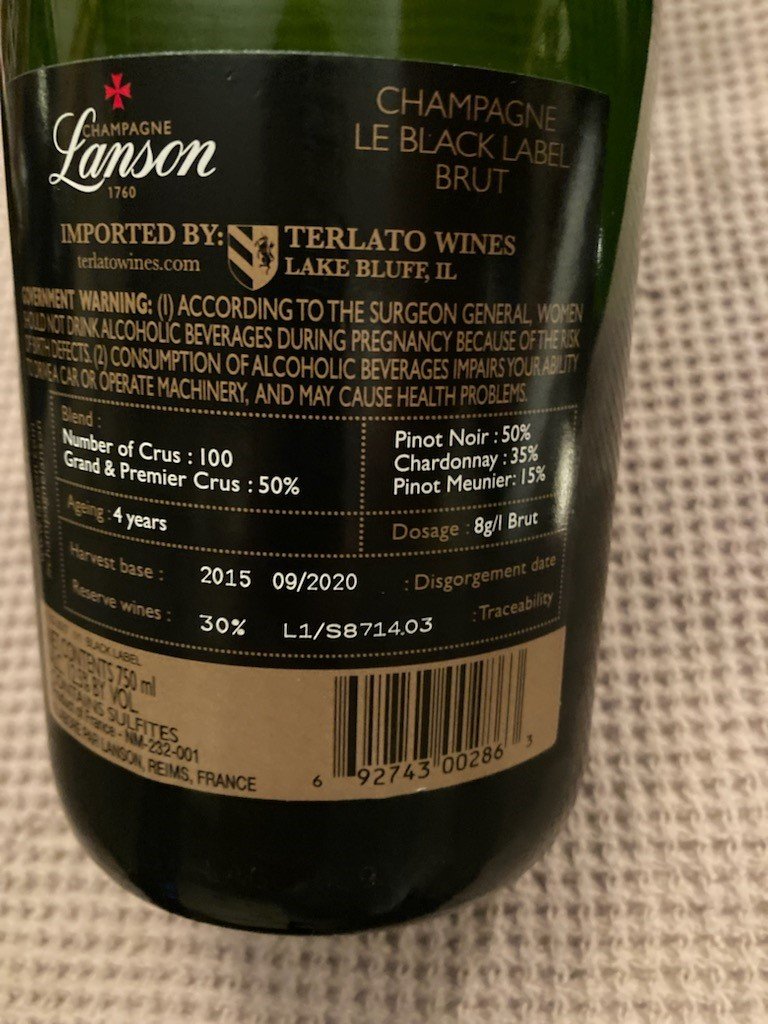 CHAMPAGNE
Lanson
1760
CHAMPAGNE
LE BLACK LABEL
BRUT
IMPORTED BY: TERLATO WINES
terlatowines.com LAKE BLUFF, IL
GOVERNMENT WARNING: (1) ACCORDING TO THE SURGEON GENERAL, WOMEN
SHOULD NOT DRINK ALCOHOLIC BEVERAGES DURING PREGNANCY BECAUSE OF THE RISK
OF BIRTH DEFECTS. (2) CONSUMPTION OF ALCOHOLIC BEVERAGES IMPAIRS YOUR ABILITY
TO DRIVE A CAR OR OPERATE MACHINERY, AND MAY CAUSE HEALTH PROBLEMS.
Blend :
Number of Crus : 100
Grand & Premier Crus : 50%
Pinot Noir : 50%
Chardonnay : 35%
Pinot Meunier: 15%
Ageing : 4 years
Dosage : 8g/l Brut
Harvest base : 2015 09/2020 : Disgorgement date
Reserve wines : 30% L1/S8714.03 : Traceability
BLACK LABEL
CONTENTS 750 ml
BY VOL.
CONTAINS SULFITES
of France - NM-232-001
PAR LANSON, REIMS, FRANCE
6 92743 00286 3